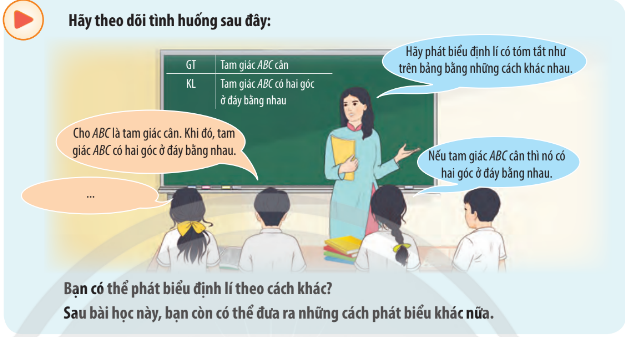 Hãy theo dõi tình huống sau đây:
Hãy phát biểu định lí có tóm tắt như
trên bảng bằng những cách khác nhau.
GT Tam giác ABC cân
KL Tam giác ABC có hai góc
ở đáy bằng nhau
Cho ABC là tam giác cân. Khi đó, tam
giác ABC có hai góc ở đáy bằng nhau.
Nếu tam giác ABC cân thì nó có
hai góc ở đáy bằng nhau.
...
Bạn có thể phát biểu định lí theo cách khác?
Sau bài học này, bạn còn có thể đưa ra những cách phát biểu khác nữa.